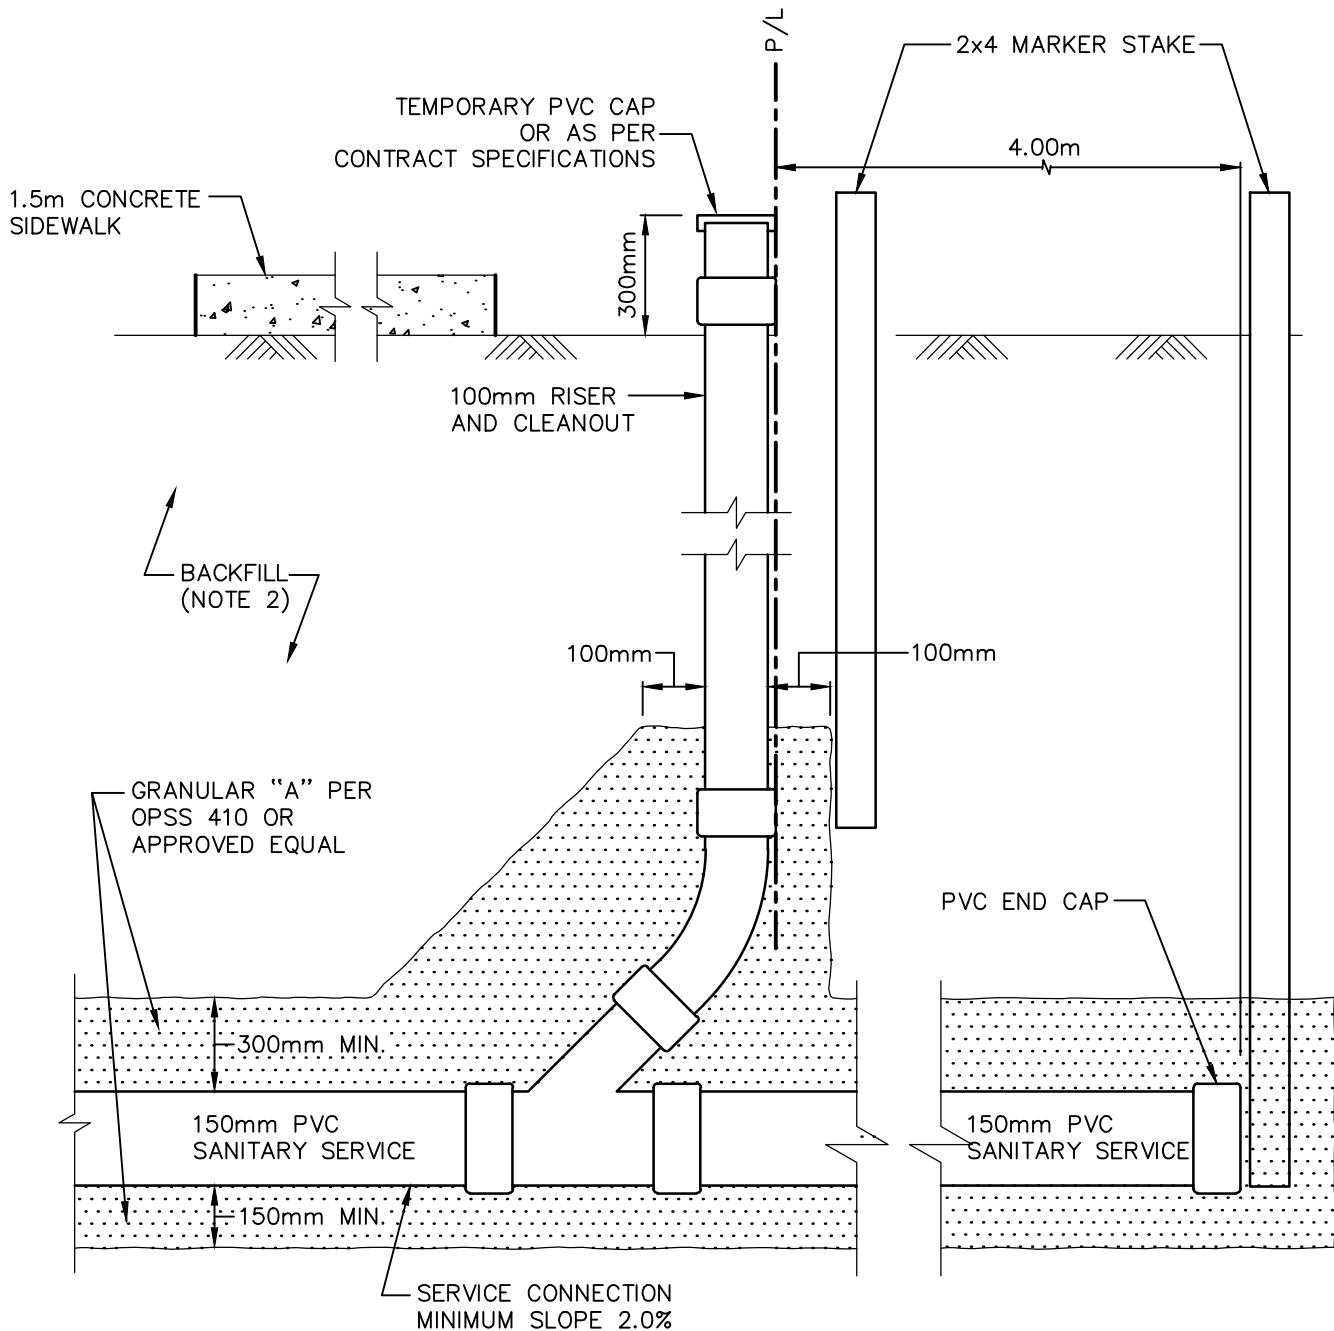 P/L
2x4 MARKER STAKE
TEMPORARY PVC CAP
OR AS PER
CONTRACT SPECIFICATIONS
4.00m
1.5m CONCRETE
SIDEWALK
300mm
100mm RISER
AND CLEANOUT
BACKFILL
(NOTE 2)
100mm
100mm
GRANULAR “A” PER
OPSS 410 OR
APPROVED EQUAL
PVC END CAP
300mm MIN.
150mm PVC
SANITARY SERVICE
150mm PVC
SANITARY SERVICE
150mm MIN.
SERVICE CONNECTION
MINIMUM SLOPE 2.0%